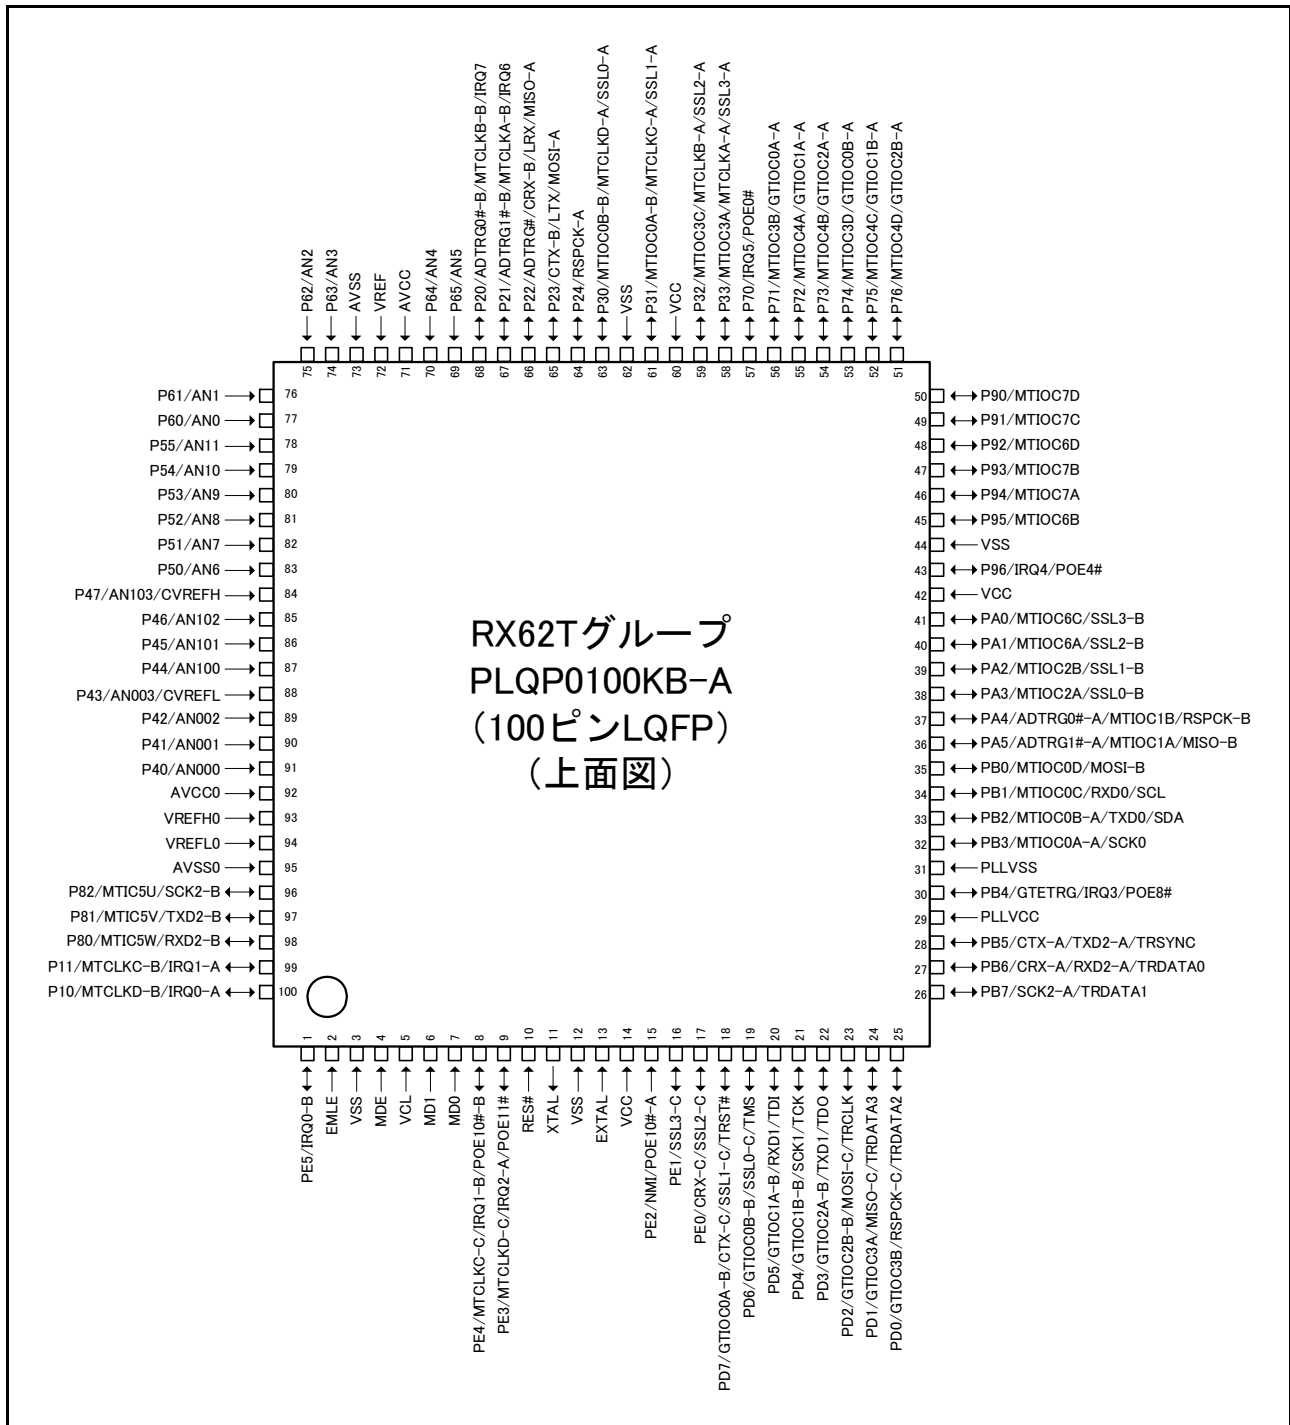 P62/AN2
P63/AN3
AVSS
VREF
AVCC
P64/AN4
P65/AN5
P20/ADTRG0#-B/MTCLKB-B/IRQ7
P21/ADTRG1#-B/MTCLKA-B/IRQ6
P22/ADTRG#/CRX-B/LRX/MISO-A
P23/CTX-B/LTX/MOSI-A
P24/RSPCK-A
P30/MTIOC0B-B/MTCLKD-A/SSL0-A
VSS
P31/MTIOC0A-B/MTCLKC-A/SSL1-A
VCC
P32/MTIOC3C/MTCLKB-A/SSL2-A
P33/MTIOC3A/MTCLKA-A/SSL3-A
P70/IRQ5/POE0#
P71/MTIOC3B/GTIOC0A-A
P72/MTIOC4A/GTIOC1A-A
P73/MTIOC4B/GTIOC2A-A
P74/MTIOC3D/GTIOC0B-A
P75/MTIOC4C/GTIOC1B-A
P76/MTIOC4D/GTIOC2B-A
75 74 73 72 71 70 69 68 67 66 65 64 63 62 61 60 59 58 57 56 55 54 53 52 51
P61/AN1 76
P60/AN0 77
P55/AN11 78
P54/AN10 79
P53/AN9 80
P52/AN8 81
P51/AN7 82
P50/AN6 83
P47/AN103/CVREFH 84
P46/AN102 85
P45/AN101 86
P44/AN100 87
P43/AN003/CVREFL 88
P42/AN002 89
P41/AN001 90
P40/AN000 91
AVCC0 92
VREFH0 93
VREFL0 94
AVSS0 95
P82/MTIC5U/SCK2-B 96
P81/MTIC5V/TXD2-B 97
P80/MTIC5W/RXD2-B 98
P11/MTCLKC-B/IRQ1-A 99
P10/MTCLKD-B/IRQ0-A 100
RX62Tグループ
PLQP0100KB-A
(100ピンLQFP)
(上面図)
50 P90/MTIOC7D
49 P91/MTIOC7C
48 P92/MTIOC6D
47 P93/MTIOC7B
46 P94/MTIOC7A
45 P95/MTIOC6B
44 VSS
43 P96/IRQ4/POE4#
42 VCC
41 PA0/MTIOC6C/SSL3-B
40 PA1/MTIOC6A/SSL2-B
39 PA2/MTIOC2B/SSL1-B
38 PA3/MTIOC2A/SSL0-B
37 PA4/ADTRG0#-A/MTIOC1B/RSPCK-B
36 PA5/ADTRG1#-A/MTIOC1A/MISO-B
35 PB0/MTIOC0D/MOSI-B
34 PB1/MTIOC0C/RXD0/SCL
33 PB2/MTIOC0B-A/TXD0/SDA
32 PB3/MTIOC0A-A/SCK0
31 PLLVSS
30 PB4/GTETRG/IRQ3/POE8#
29 PLLVCC
28 PB5/CTX-A/TXD2-A/TRSYNC
27 PB6/CRX-A/RXD2-A/TRDATA0
26 PB7/SCK2-A/TRDATA1
1 2 3 4 5 6 7 8 9 10 11 12 13 14 15 16 17 18 19 20 21 22 23 24 25
PE5/IRQ0-B
EMLE
VSS
MDE
VCL
MD1
MD0
PE4/MTCLKC-C/IRQ1-B/POE10#-B
PE3/MTCLKD-C/IRQ2-A/POE11#
RES#
XTAL
VSS
EXTAL
VCC
PE2/NMI/POE10#-A
PE1/SSL3-C
PE0/CRX-C/SSL2-C
PD7/GTIOC0A-B/CTX-C/SSL1-C/TRST#
PD6/GTIOC0B-B/SSL0-C/TMS
PD5/GTIOC1A-B/RXD1/TDI
PD4/GTIOC1B-B/SCK1/TCK
PD3/GTIOC2A-B/TXD1/TDO
PD2/GTIOC2B-B/MOSI-C/TRCLK
PD1/GTIOC3A/MISO-C/TRDATA3
PD0/GTIOC3B/RSPCK-C/TRDATA2